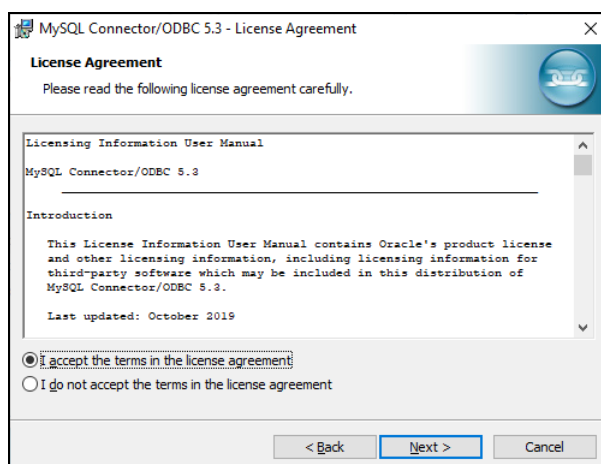 MySQL Connector/ODBC 5.3 - License Agreement
License Agreement
Please read the following license agreement carefully.
Licensing Information User Manual
MySQL Connector/ODBC 5.3
Introduction
This License Information User Manual contains Oracle's product license
and other licensing information, including licensing information for
third-party software which may be included in this distribution of
MySQL Connector/ODBC 5.3.
Last updated: October 2019
I accept the terms in the license agreement
I do not accept the terms in the license agreement
< Back Next > Cancel